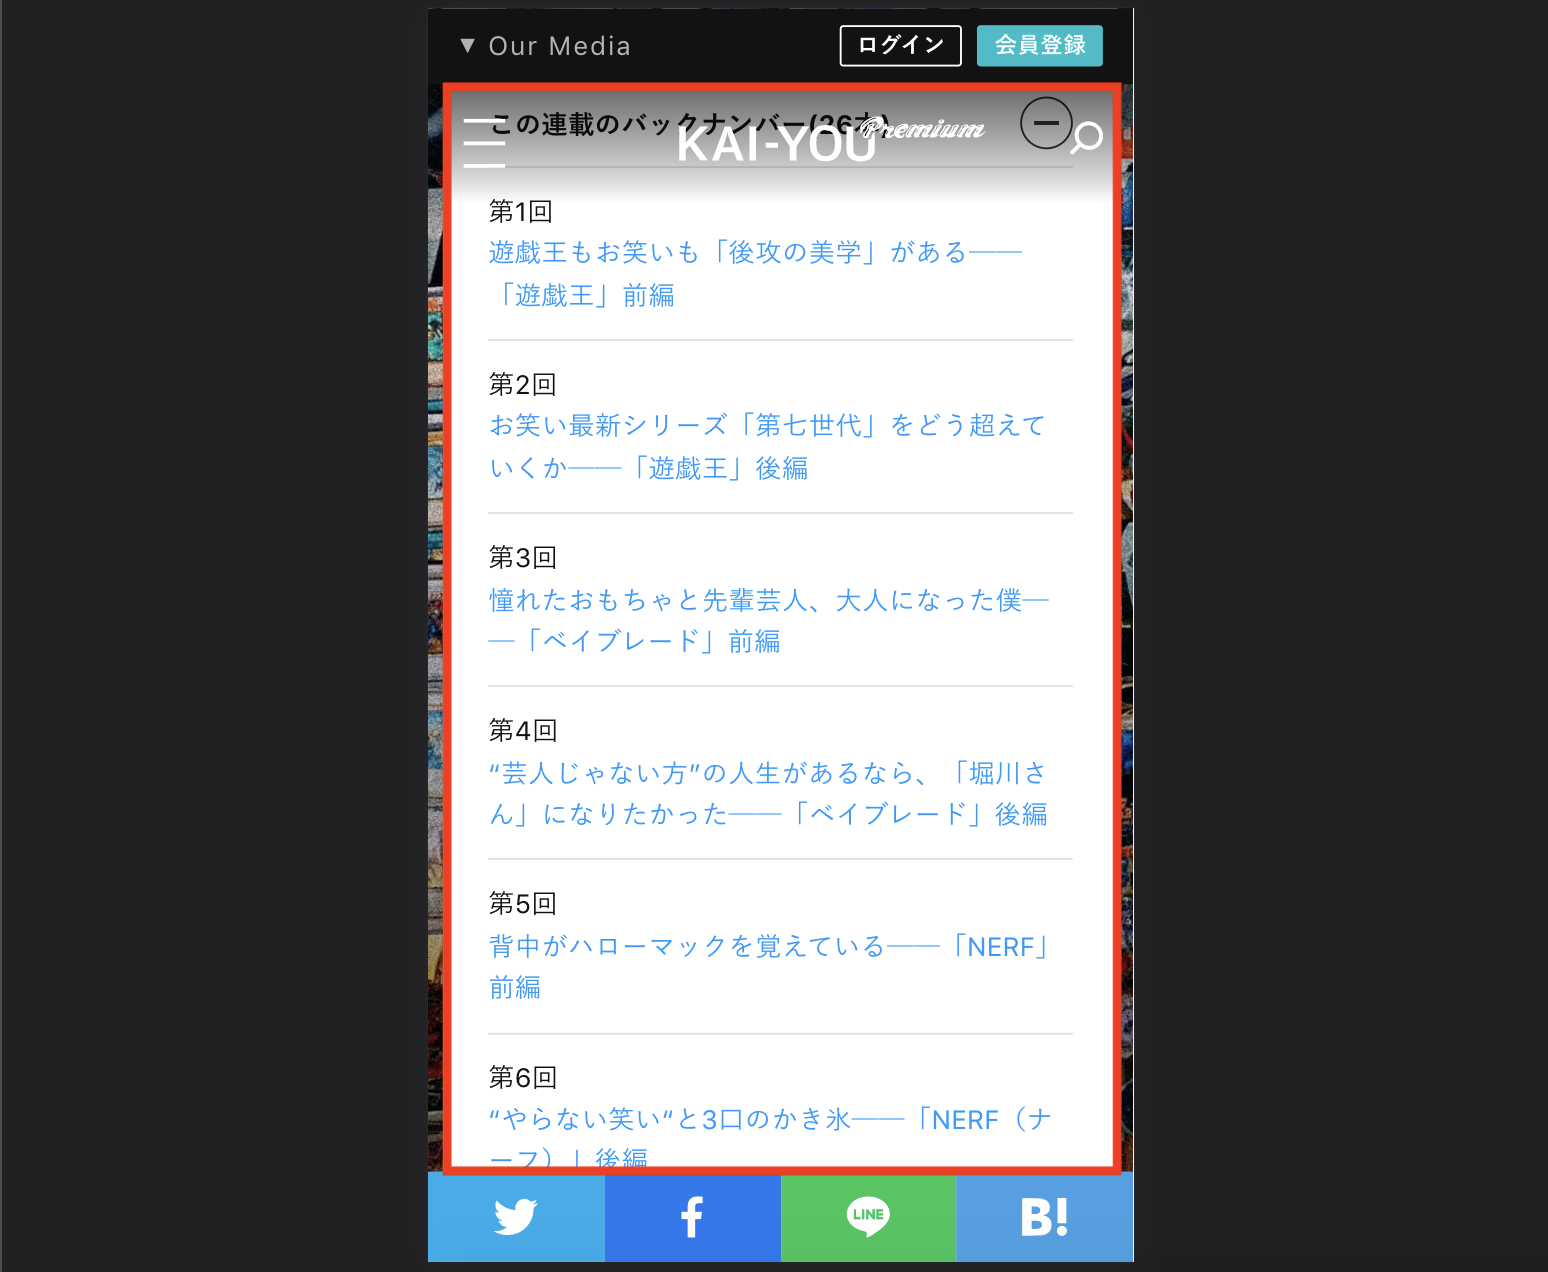 ▼ Our Media
ログイン
会員登録
この連載のバックナンバー(26本)
KAI-YOU Premium
第1回
遊戯王もお笑いも「後攻の美学」がある——
「遊戯王」前編
第2回
お笑い最新シリーズ「第七世代」をどう超えて
いくか——「遊戯王」後編
第3回
憧れたおもちゃと先輩芸人、大人になった僕—
—「ベイブレード」前編
第4回
“芸人じゃない方”の人生があるなら、「堀川さ
ん」になりたかった——「ベイブレード」後編
第5回
背中がハローマックを覚えている——「NERF」
前編
第6回
“やらない笑い“と3口のかき氷——「NERF（ナ
ーフ）」後編
LINE
B!